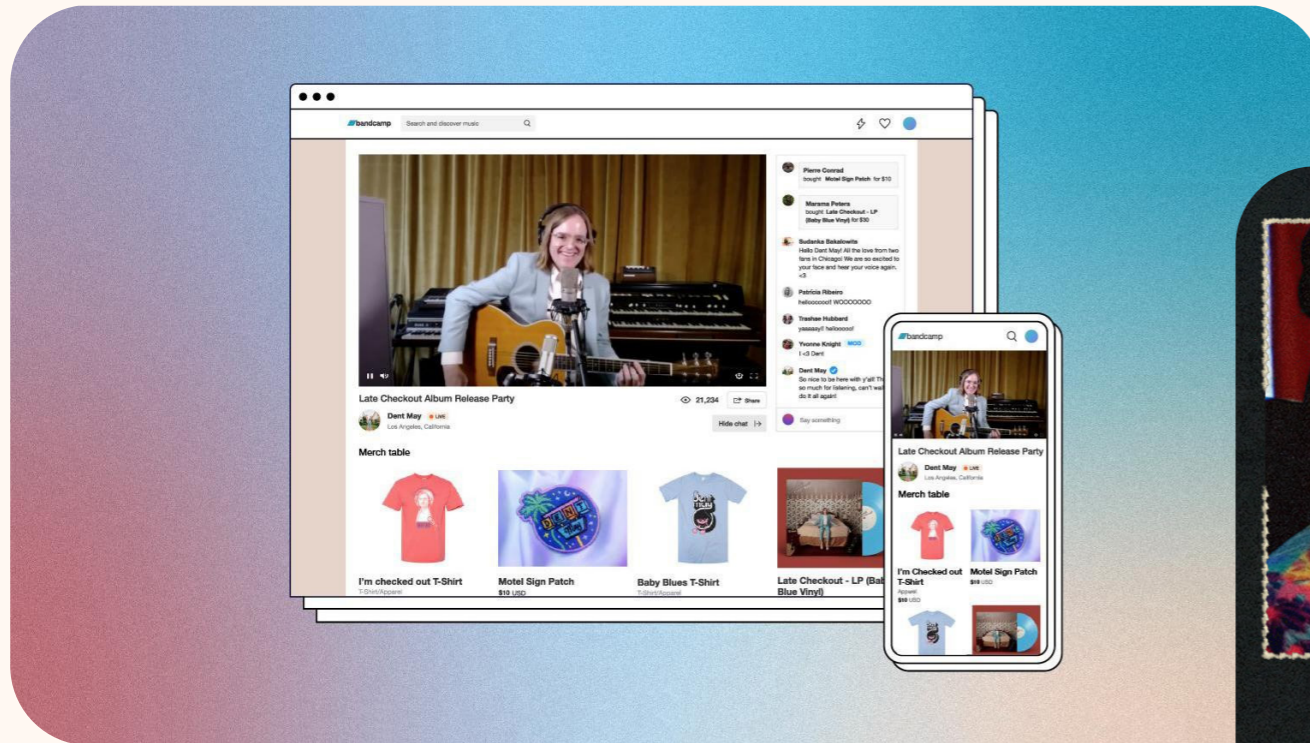 bandcamp
Search and discover music
Late Checkout Album Release Party
21,234
Share
Dent May
LIVE
Los Angeles, California
Hide chat
Pierre Conrad
bought Motel Sign Patch for $10
Marama Peters
bought Late Checkout - LP
(Baby Blue Vinyl) for $30
Sudanka Bakalowits
Hello Dent May! All the love from two
fans in Chicago! We are so excited to
your face and hear your voice again.
<3
Patrícia Ribeiro
helloooooo!! WOOOOOOO
Trashae Hubbard
yaaaaay!! helloooo!
Yvonne Knight MOD
I <3 Dent
Dent May
So nice to be here with y'all!
so much for listening, can't
do it all again!
Say something
Merch table
I'm checked out T-Shirt
T-Shirt/Apparel
DENT
Motel Sign Patch
$10 USD
Baby Blues T-Shirt
T-Shirt/Apparel
Late Checkout - LP
Blue Vinyl)
bandcamp
Late Checkout Album Release Party
Dent May
LIVE
Los Angeles, California
Merch table
I'm Checked out
T-Shirt
Apparel
$10 USD
Motel Sign Patch
$10 USD